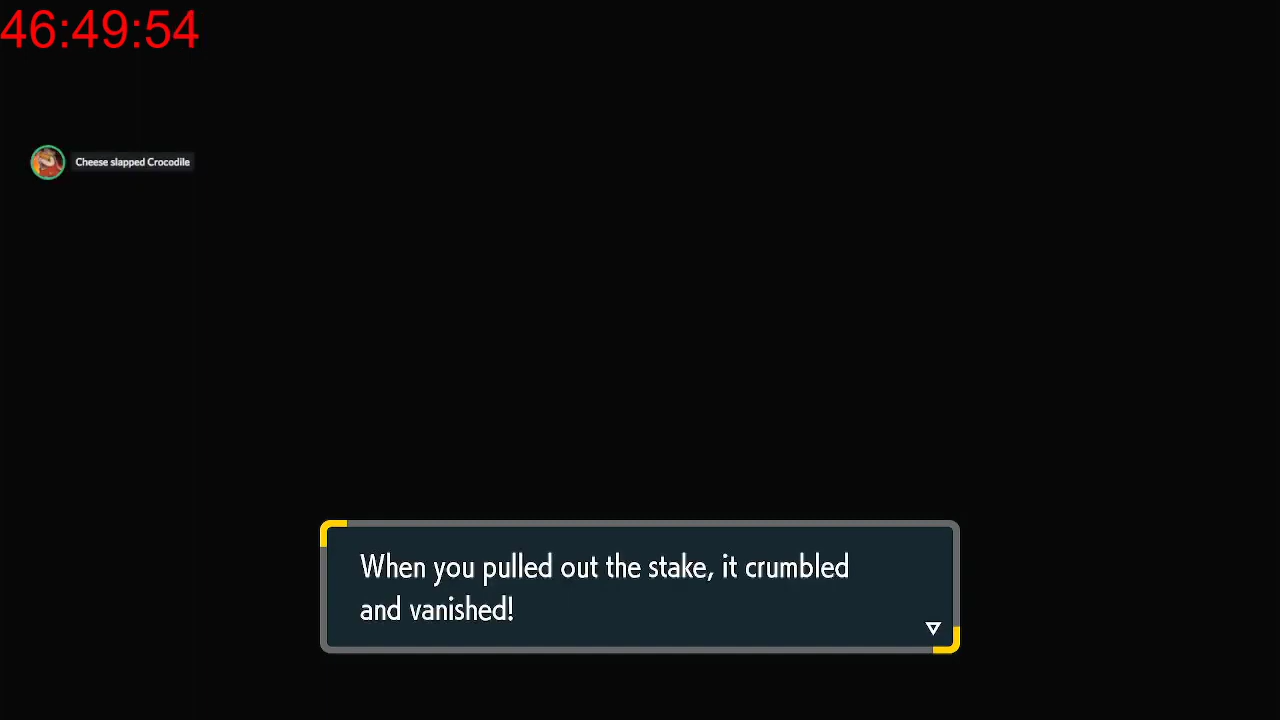 46:49:54
Cheese slapped Crocodile
When you pulled out the stake, it crumbled
and vanished!